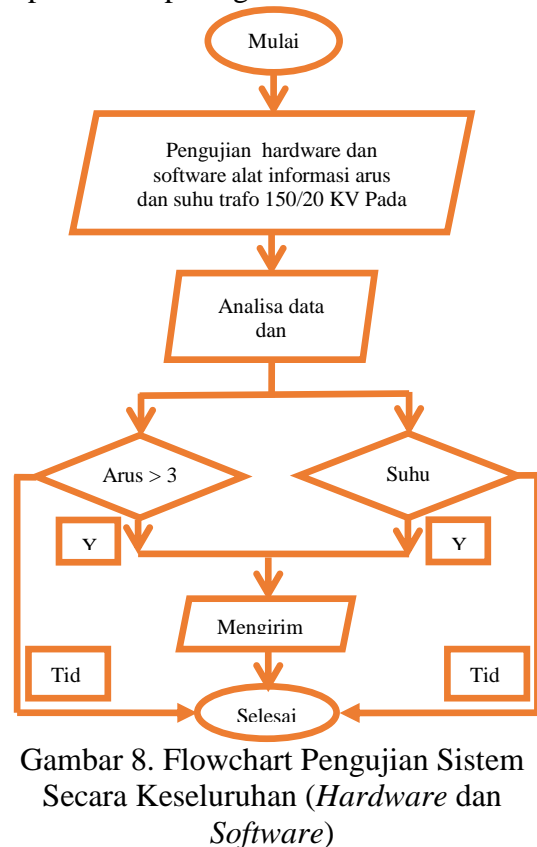 Mulai
Pengujian hardware dan
software alat informasi arus
dan suhu trafo 150/20 KV Pada
Analisa data
dan
Arus > 3
Suhu
Y
Y
Mengirim
Tid
Tid
Selesai
Gambar 8. Flowchart Pengujian Sistem
Secara Keseluruhan (Hardware dan
Software)